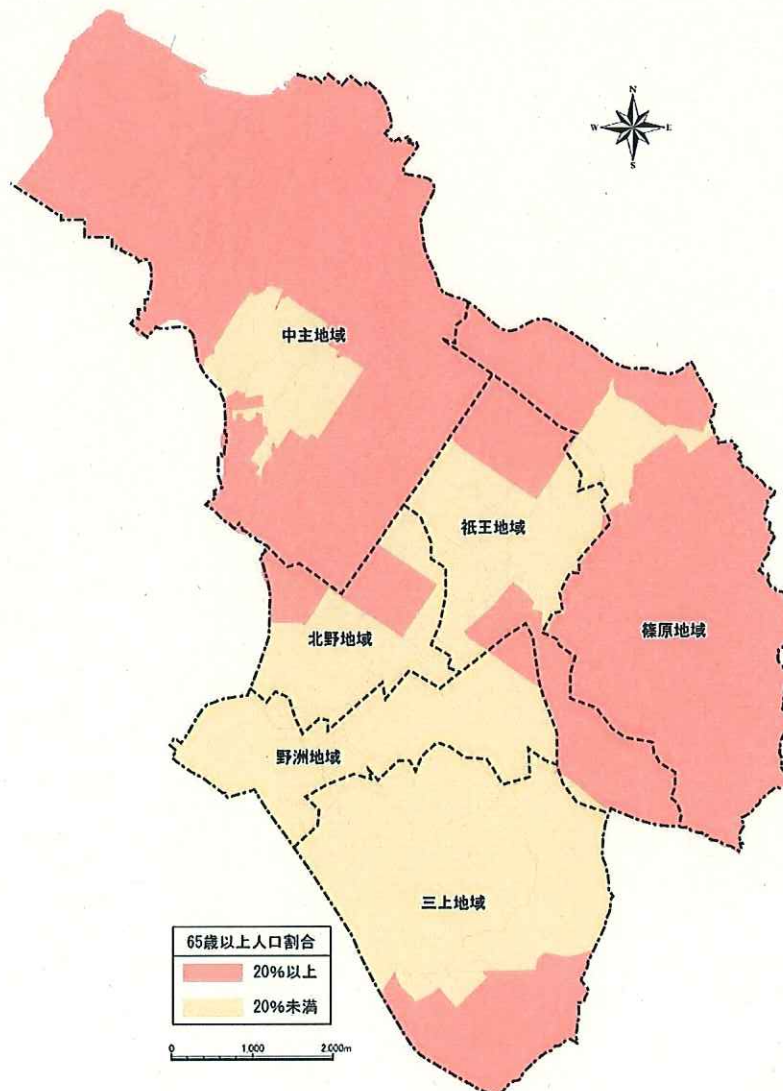 N
W E
S
中主地域
祇王地域
篠原地域
北野地域
野洲地域
三上地域
65歳以上人口割合
20%以上
20%未満
0 1,000 2,000m